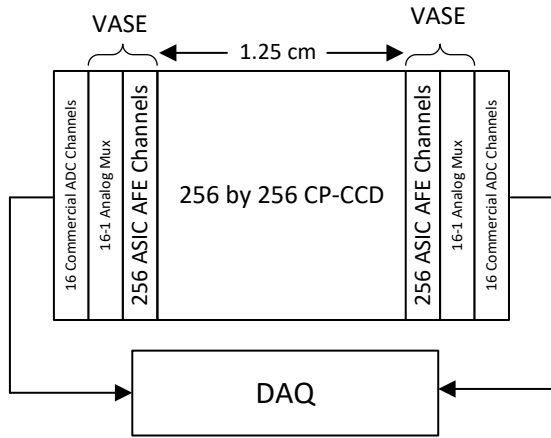 VASE
VASE
1.25 cm
16 Commercial ADC Channels
16-1 Analog Mux
256 ASIC AFE Channels
256 by 256 CP-CCD
256 ASIC AFE Channels
16-1 Analog Mux
16 Commercial ADC Channels
DAQ